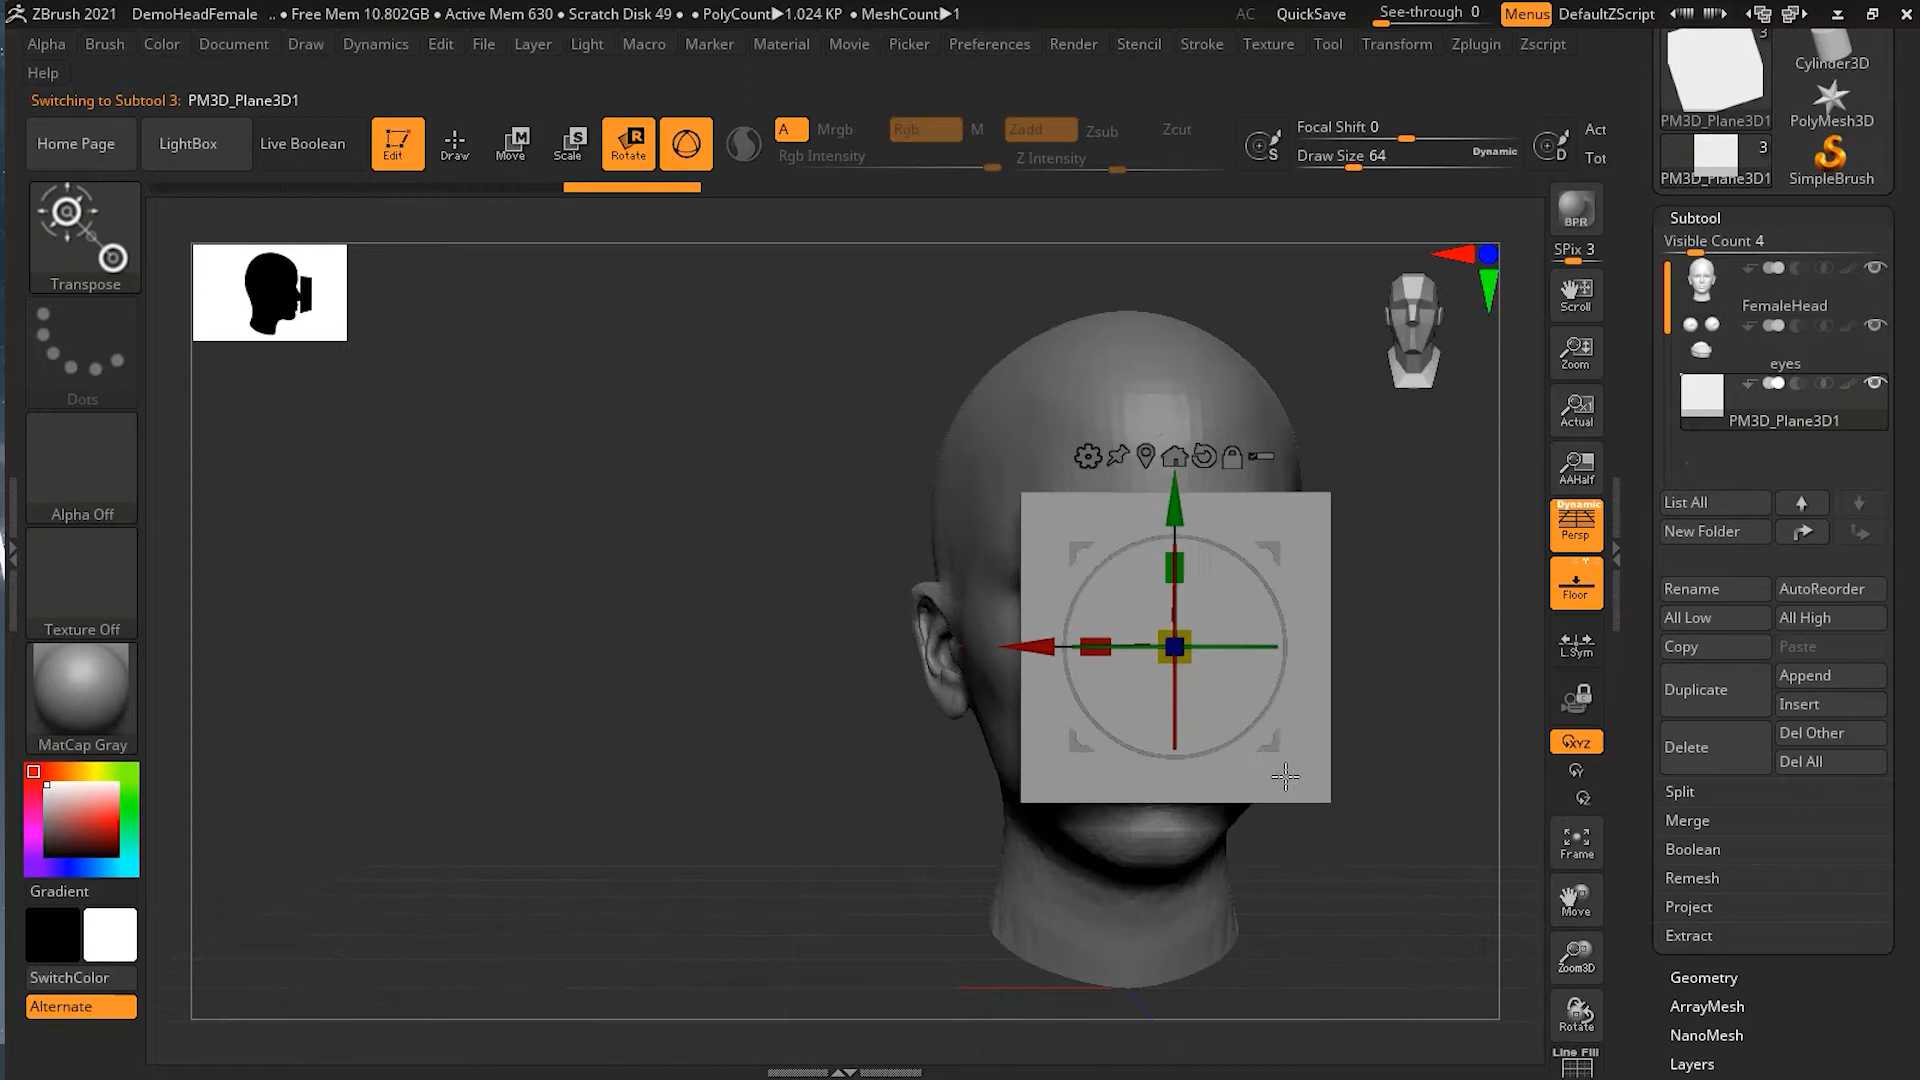 ZBrush 2021 DemoHeadFemale .. ● Free Mem 10.802GB ● Active Mem 630 ● Scratch Disk 49 ● ● PolyCount▶1.024 KP ● MeshCount▶1 AC QuickSave See-through 0 Menus DefaultZScript
Alpha Brush Color Document Draw Dynamics Edit File Layer Light Macro Marker Material Movie Picker Preferences Render Stencil Stroke Texture Tool Transform Zplugin Zscript
Help
Switching to Subtool 3: PM3D_Plane3D1
Home Page LightBox Live Boolean Edit Draw Move Scale Rotate
M S R
A Mrgb Rgb M Zadd Zsub Zcut
Rgb Intensity Z Intensity
S Focal Shift 0 D Act
Draw Size 64 Dynamic Tot
Transpose
Dots
Alpha Off
Texture Off
MatCap Gray
Gradient
SwitchColor
Alternate
BPR
SPix 3
Scroll
Zoom
Actual
AAHalf
Dynamic
Persp
Floor
L.Sym
XYZ
Y
Z
Frame
Move
Zoom3D
Rotate
Line Fill
3 Cylinder3D
PM3D_Plane3D1 PolyMesh3D
3
PM3D_Plane3D1 SimpleBrush
Subtool
Visible Count 4
FemaleHead
eyes
PM3D_Plane3D1
List All
New Folder
Rename AutoReorder
All Low All High
Copy Paste
Duplicate Append
Insert
Delete Del Other
Del All
Split
Merge
Boolean
Remesh
Project
Extract
Geometry
ArrayMesh
NanoMesh
Layers